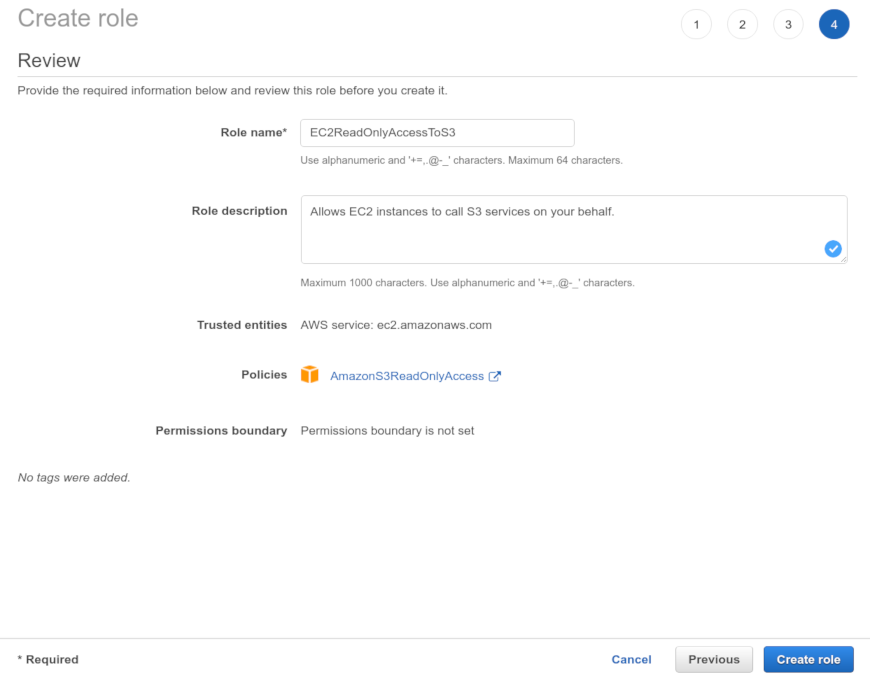 Create role
1 2 3 4
Review
Provide the required information below and review this role before you create it.
Role name* EC2ReadOnlyAccessToS3
Use alphanumeric and '+=,.@-_' characters. Maximum 64 characters.
Role description Allows EC2 instances to call S3 services on your behalf.
Maximum 1000 characters. Use alphanumeric and '+=,.@-_' characters.
Trusted entities AWS service: ec2.amazonaws.com
Policies AmazonS3ReadOnlyAccess
Permissions boundary Permissions boundary is not set
No tags were added.
* Required Cancel Previous Create role